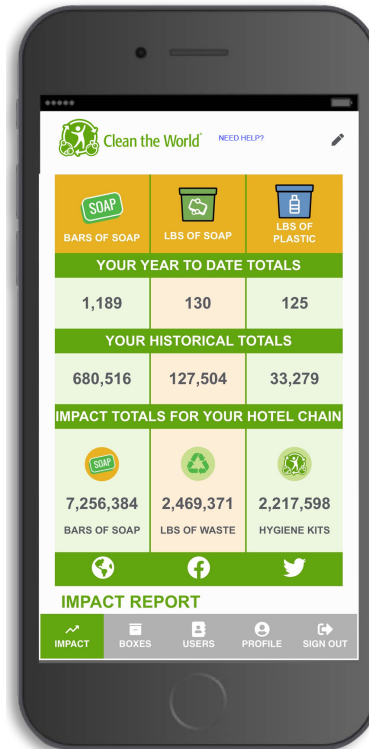 Clean the World®
NEED HELP?
SOAP
BARS OF SOAP
LBS OF SOAP
LBS OF
PLASTIC
YOUR YEAR TO DATE TOTALS
1,189 130 125
YOUR HISTORICAL TOTALS
680,516 127,504 33,279
IMPACT TOTALS FOR YOUR HOTEL CHAIN
SOAP
7,256,384 2,469,371 2,217,598
BARS OF SOAP LBS OF WASTE HYGIENE KITS
IMPACT REPORT
IMPACT BOXES USERS PROFILE SIGN OUT